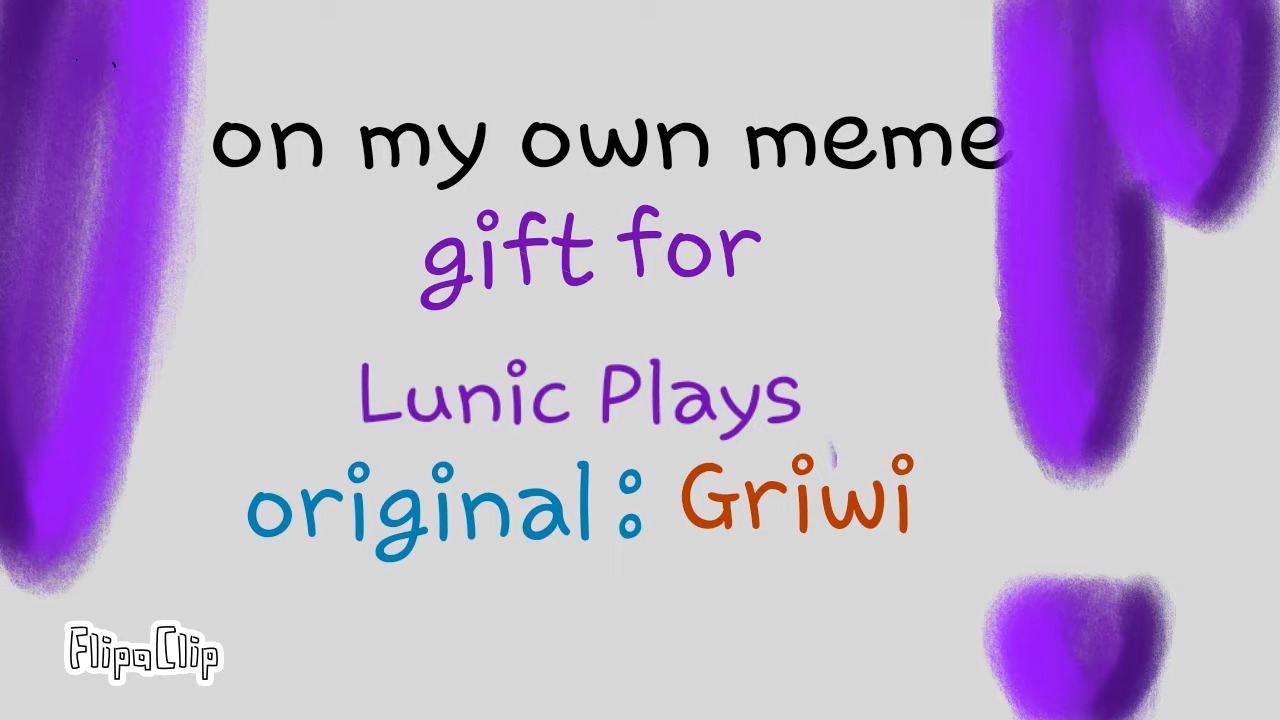 on my own meme
gift for
Lunic Plays
original: Griwi
FlipaClip